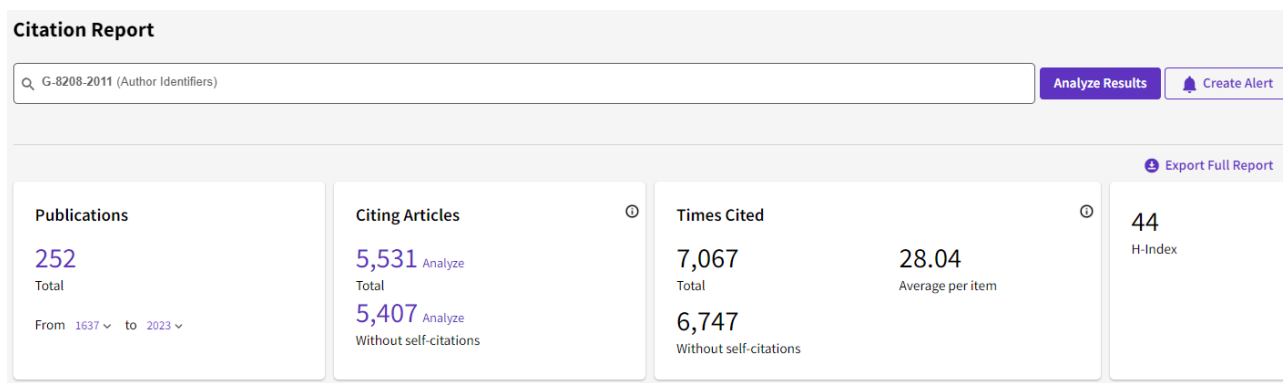 Citation Report
G-8208-2011 (Author Identifiers)
Analyze Results
Create Alert
Export Full Report
Publications
252
Total
From 1637 to 2023
Citing Articles
5,531 Analyze
Total
5,407 Analyze
Without self-citations
Times Cited
7,067
Total
6,747
Without self-citations
28.04
Average per item
44
H-Index